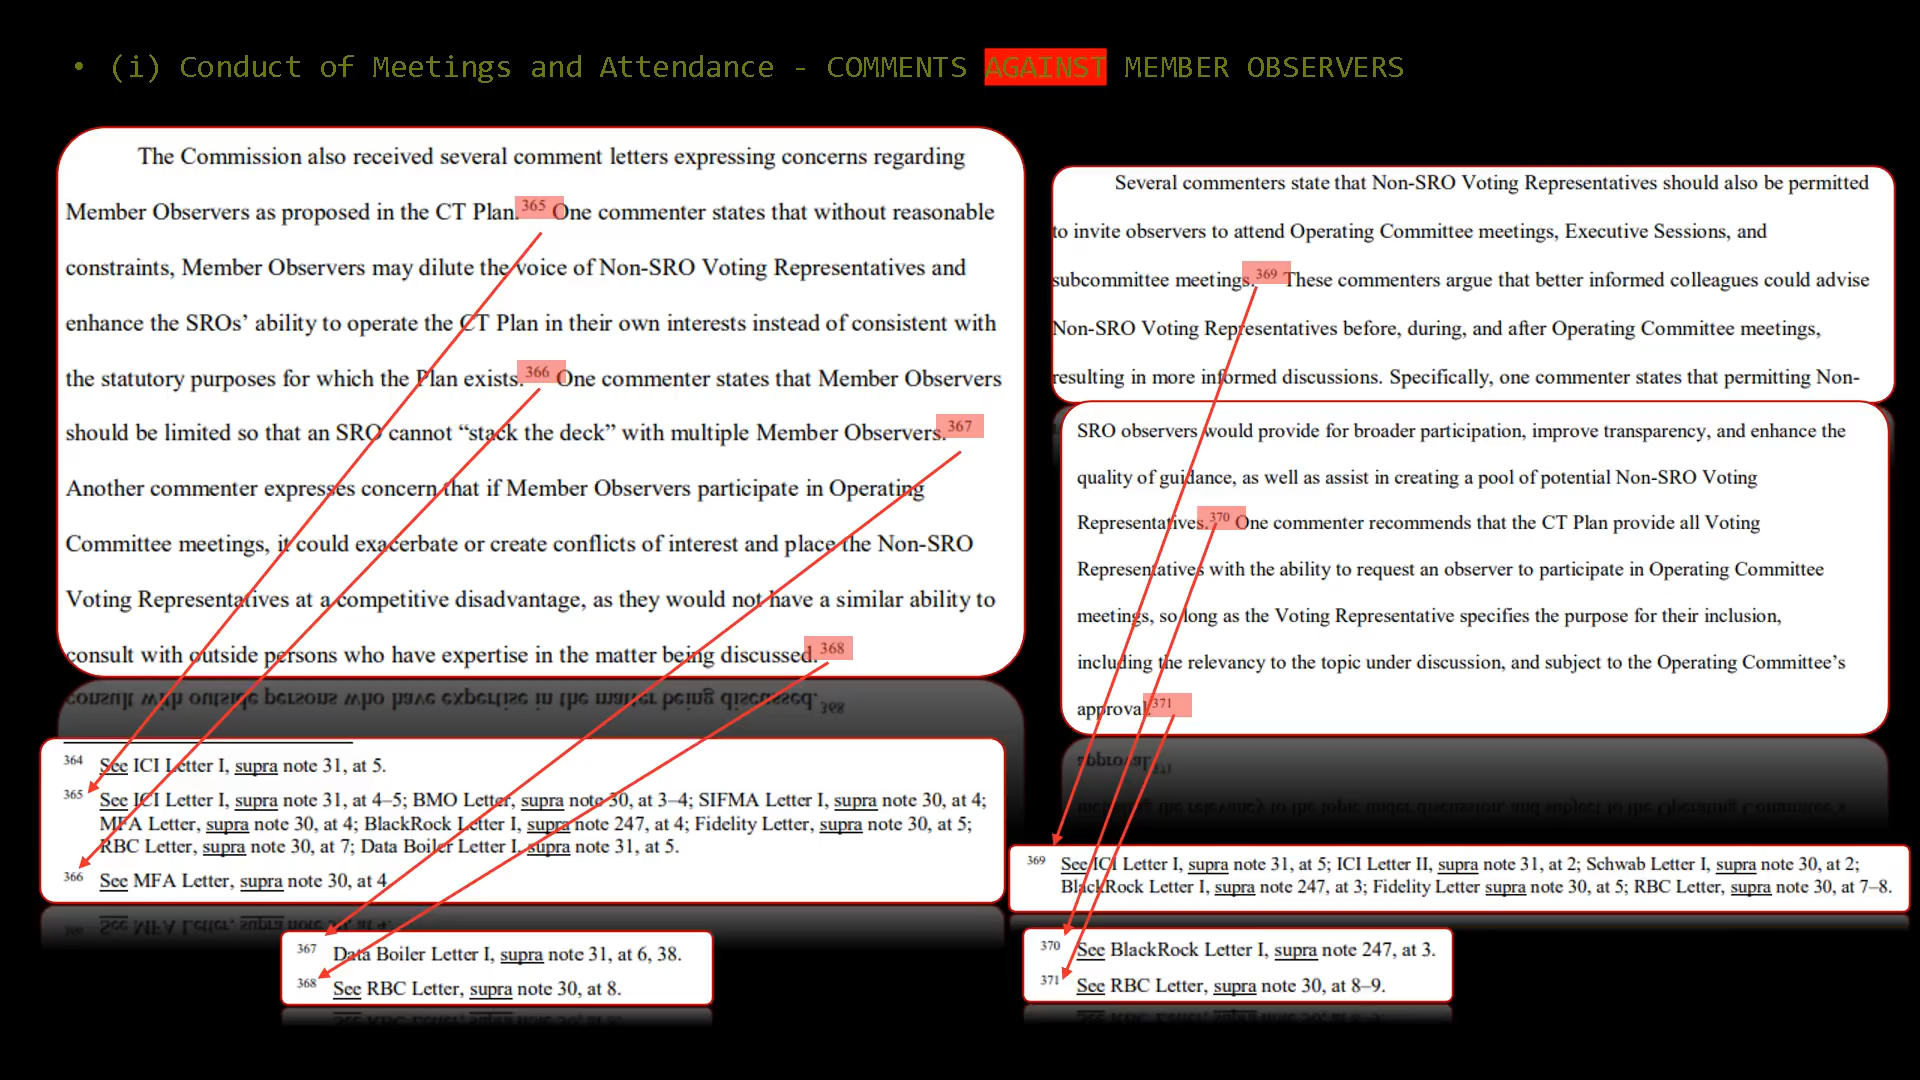 • (i) Conduct of Meetings and Attendance - COMMENTS AGAINST MEMBER OBSERVERS
The Commission also received several comment letters expressing concerns regarding
Member Observers as proposed in the CT Plan.365 One commenter states that without reasonable
constraints, Member Observers may dilute the voice of Non-SRO Voting Representatives and
enhance the SROs’ ability to operate the CT Plan in their own interests instead of consistent with
the statutory purposes for which the Plan exists.366 One commenter states that Member Observers
should be limited so that an SRO cannot “stack the deck” with multiple Member Observers.367
Another commenter expresses concern that if Member Observers participate in Operating
Committee meetings, it could exacerbate or create conflicts of interest and place the Non-SRO
Voting Representatives at a competitive disadvantage, as they would not have a similar ability to
consult with outside persons who have expertise in the matter being discussed.368
364 See ICI Letter I, supra note 31, at 5.
365 See ICI Letter I, supra note 31, at 4–5; BMO Letter, supra note 30, at 3–4; SIFMA Letter I, supra note 30, at 4;
MFA Letter, supra note 30, at 4; BlackRock Letter I, supra note 247, at 4; Fidelity Letter, supra note 30, at 5;
RBC Letter, supra note 30, at 7; Data Boiler Letter I, supra note 31, at 5.
366 See MFA Letter, supra note 30, at 4.
367 Data Boiler Letter I, supra note 31, at 6, 38.
368 See RBC Letter, supra note 30, at 8.
Several commenters state that Non-SRO Voting Representatives should also be permitted
to invite observers to attend Operating Committee meetings, Executive Sessions, and
subcommittee meetings.369 These commenters argue that better informed colleagues could advise
Non-SRO Voting Representatives before, during, and after Operating Committee meetings,
resulting in more informed discussions. Specifically, one commenter states that permitting Non-
SRO observers would provide for broader participation, improve transparency, and enhance the
quality of guidance, as well as assist in creating a pool of potential Non-SRO Voting
Representatives.370 One commenter recommends that the CT Plan provide all Voting
Representatives with the ability to request an observer to participate in Operating Committee
meetings, so long as the Voting Representative specifies the purpose for their inclusion,
including the relevancy to the topic under discussion, and subject to the Operating Committee’s
approval.371
369 See ICI Letter I, supra note 31, at 5; ICI Letter II, supra note 31, at 2; Schwab Letter I, supra note 30, at 2;
BlackRock Letter I, supra note 247, at 3; Fidelity Letter supra note 30, at 5; RBC Letter, supra note 30, at 7–8.
370 See BlackRock Letter I, supra note 247, at 3.
371 See RBC Letter, supra note 30, at 8–9.